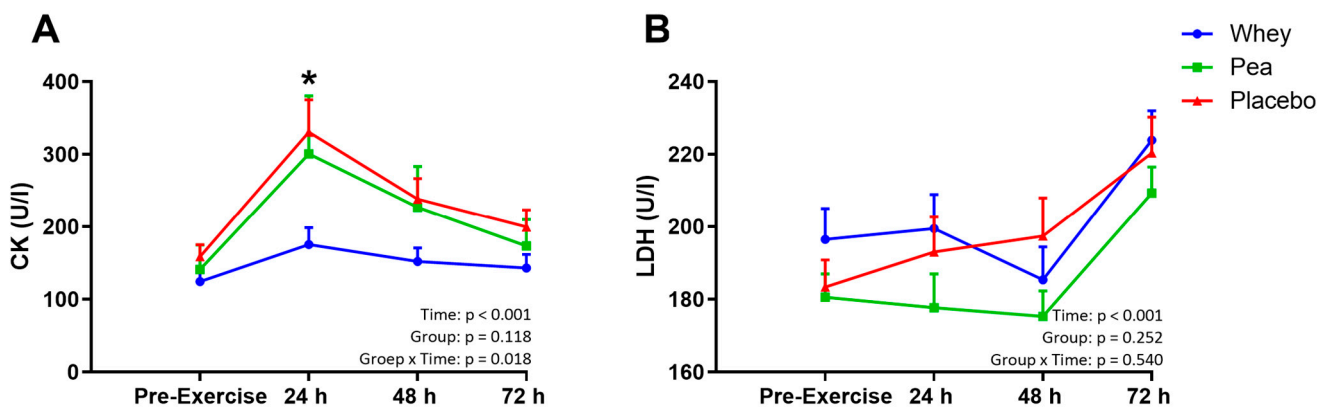 A
CK (U/l)
400
300
200
100
0
*
Time: p < 0.001
Group: p = 0.118
Groep x Time: p = 0.018
Pre-Exercise 24 h 48 h 72 h
B
LDH (U/l)
240
220
200
180
160
Time: p < 0.001
Group: p = 0.252
Group x Time: p = 0.540
Pre-Exercise 24 h 48 h 72 h
Whey
Pea
Placebo